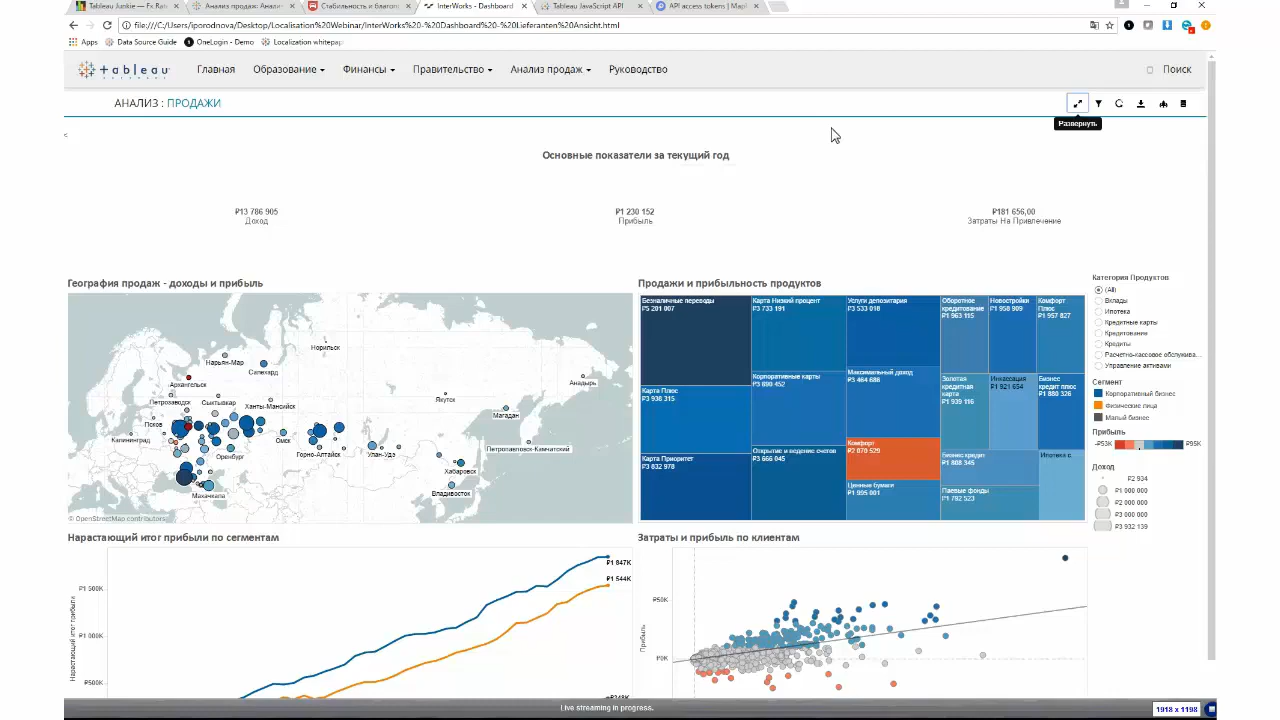 Tableau Junkie — Fx Rate
Анализ продаж: Анали
Стабильность и благоп
InterWorks - Dashboard
Tableau JavaScript API
API access tokens | Map
file:///C:/Users/iporodnova/Desktop/Localisation%20Webinar/InterWorks%20-%20Dashboard%20-%20Lieferanten%20Ansicht.html
Apps
Data Source Guide
OneLogin - Demo
Localization whitepap
+ableau
Главная
Образование
Финансы
Правительство
Анализ продаж
Руководство
Поиск
АНАЛИЗ : ПРОДАЖИ
Развернуть
<
Основные показатели за текущий год
₽13 786 905
Доход
₽1 230 152
Прибыль
₽181 656,00
Затраты На Привлечение
География продаж - доходы и прибыль
Норильск
Нарьян-Мар
Салехард
Архангельск
Анадырь
Петрозаводск
Сыктывкар
Ханты-Мансийск
Якутск
Магадан
Псков
Калининград
Омск
Оренбург
Горно-Алтайск
Улан-Удэ
Петропавловск-Камчатский
Хабаровск
Махачкала
Владивосток
© OpenStreetMap contributors
Продажи и прибыльность продуктов
Безналичные переводы
₽5 201 007
Карта Плюс
₽3 938 315
Карта Приоритет
₽3 832 978
Карта Низкий процент
₽3 733 191
Корпоративные карты
₽3 690 452
Открытие и ведение счетов
₽3 666 045
Услуги депозитария
₽3 533 018
Максимальный доход
₽3 464 688
Комфорт
₽2 070 529
Ценные бумаги
₽1 995 001
Оборотное
кредитование
₽1 963 115
Новостройки
₽1 958 909
Комфорт
Плюс
₽1 957 827
Золотая
кредитная
карта
₽1 939 116
Инкассация
₽1 921 654
Бизнес
кредит плюс
₽1 880 326
Бизнес кредит
₽1 808 345
Паевые фонды
₽1 782 523
Ипотека с...
Категория Продуктов
(All)
Вклады
Ипотека
Кредитные карты
Кредитование
Кредиты
Расчетно-кассовое обслужива...
Управление активами
Сегмент
Корпоративный бизнес
Физические лица
Малый бизнес
Прибыль
-₽53K
₽95K
Доход
₽2 934
₽1 000 000
₽2 000 000
₽3 000 000
₽3 932 139
Нарастающий итог прибыли по сегментам
Нарастающий итог прибыли
₽1 500K
₽1 000K
₽500K
₽1 847K
₽1 544K
₽348K
Затраты и прибыль по клиентам
Прибыль
₽50K
₽0K
Live streaming in progress.
1918 x 1198